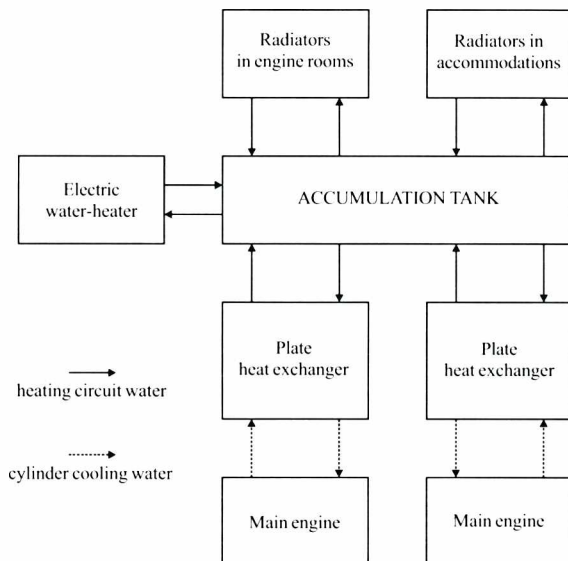 Radiators
in engine rooms
Radiators in
accommodations
Electric
water-heater
ACCUMULATION TANK
Plate
heat exchanger
Plate
heat exchanger
heating circuit water
cylinder cooling water
Main engine
Main engine